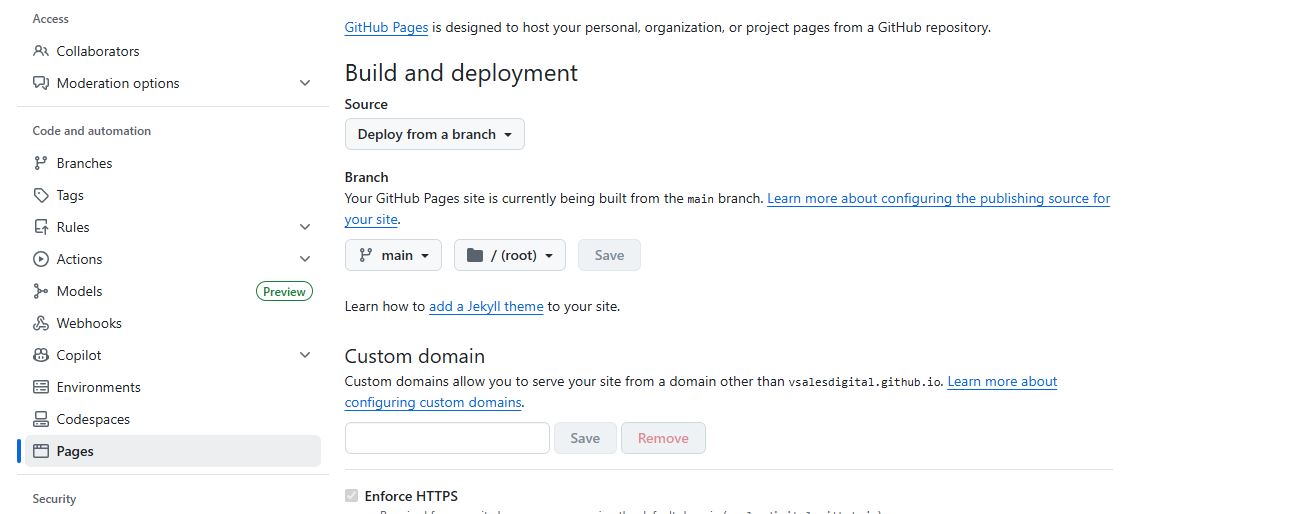 Access
Collaborators
Moderation options
Code and automation
Branches
Tags
Rules
Actions
Models Preview
Webhooks
Copilot
Environments
Codespaces
Pages
Security
GitHub Pages is designed to host your personal, organization, or project pages from a GitHub repository.
Build and deployment
Source
Deploy from a branch
Branch
Your GitHub Pages site is currently being built from the main branch. Learn more about configuring the publishing source for
your site.
main / (root) Save
Learn how to add a Jekyll theme to your site.
Custom domain
Custom domains allow you to serve your site from a domain other than vsalesdigital.github.io. Learn more about
configuring custom domains.
Save Remove
Enforce HTTPS